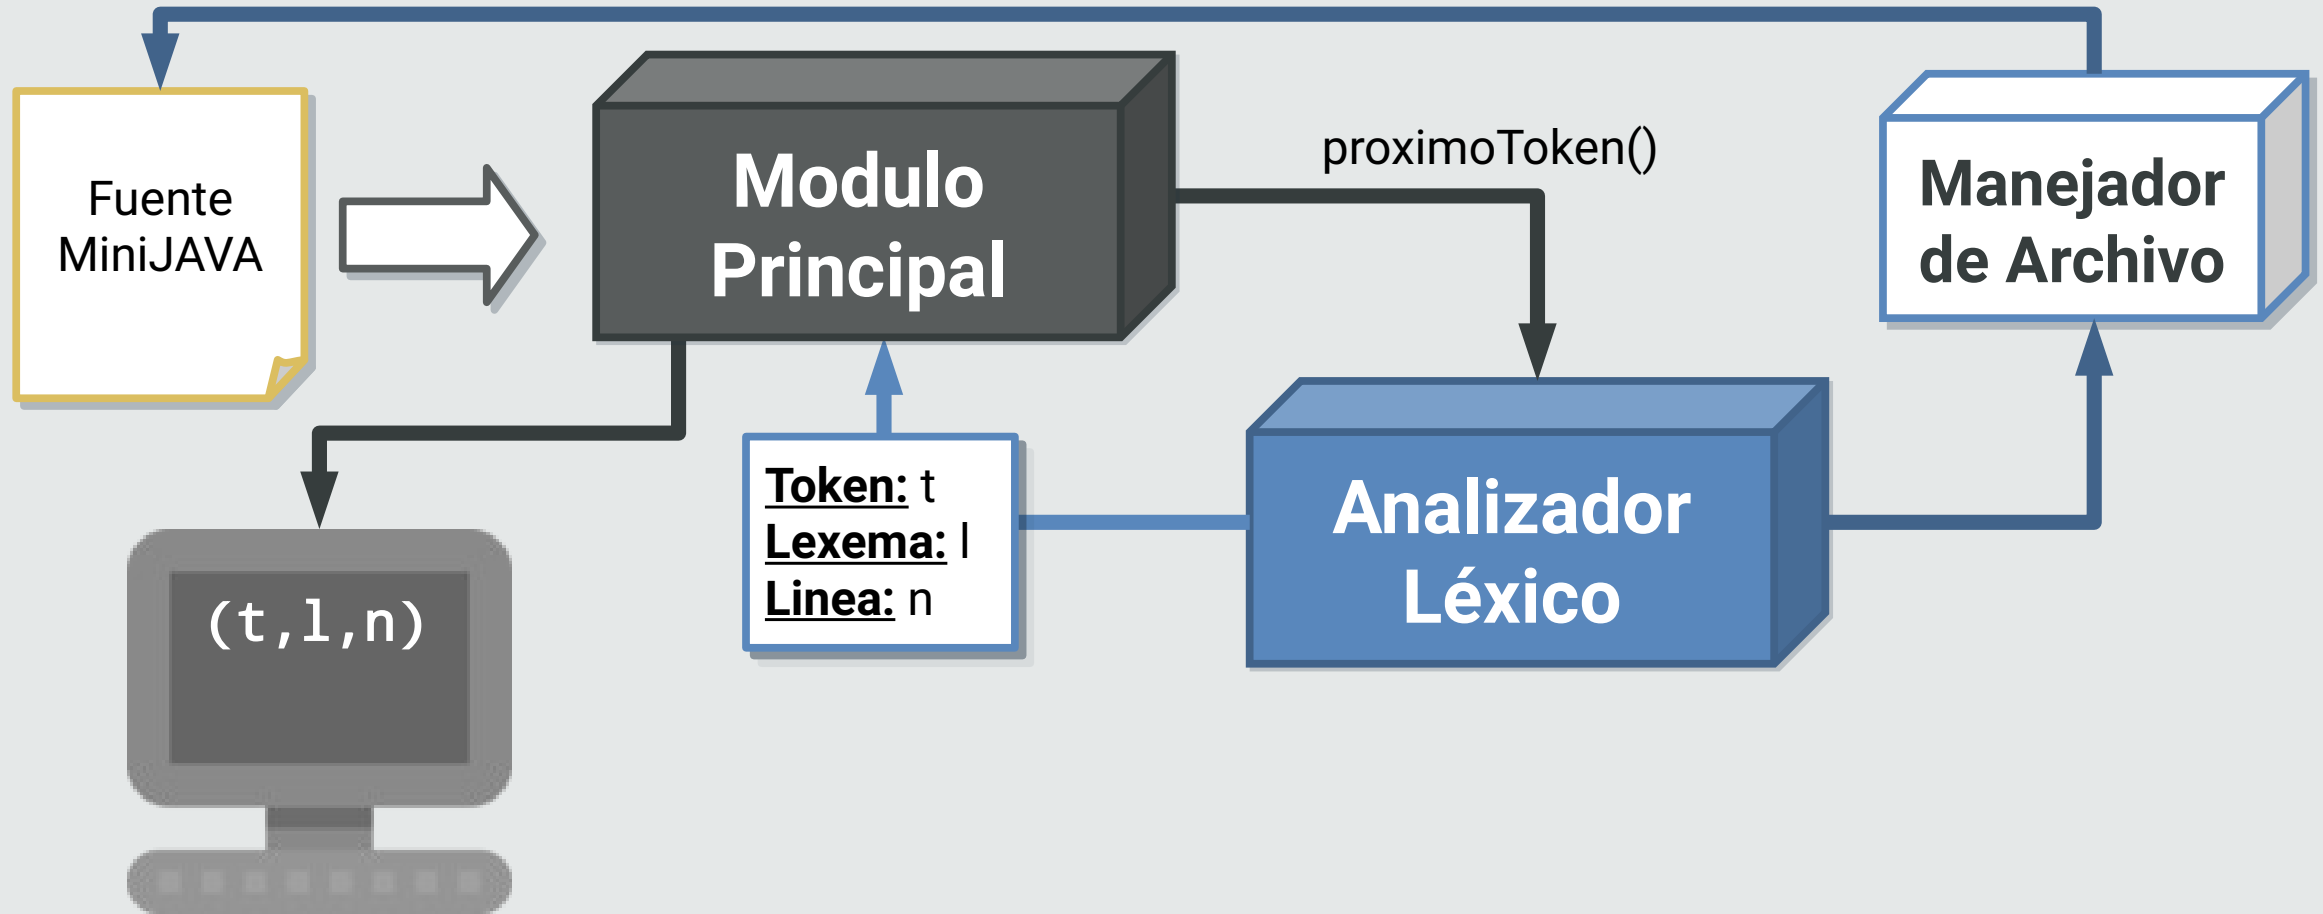 Fuente
MiniJAVA
Modulo
Principal
proximoToken()
Manejador
de Archivo
Token: t
Lexema: l
Linea: n
Analizador
Léxico
(t,l,n)